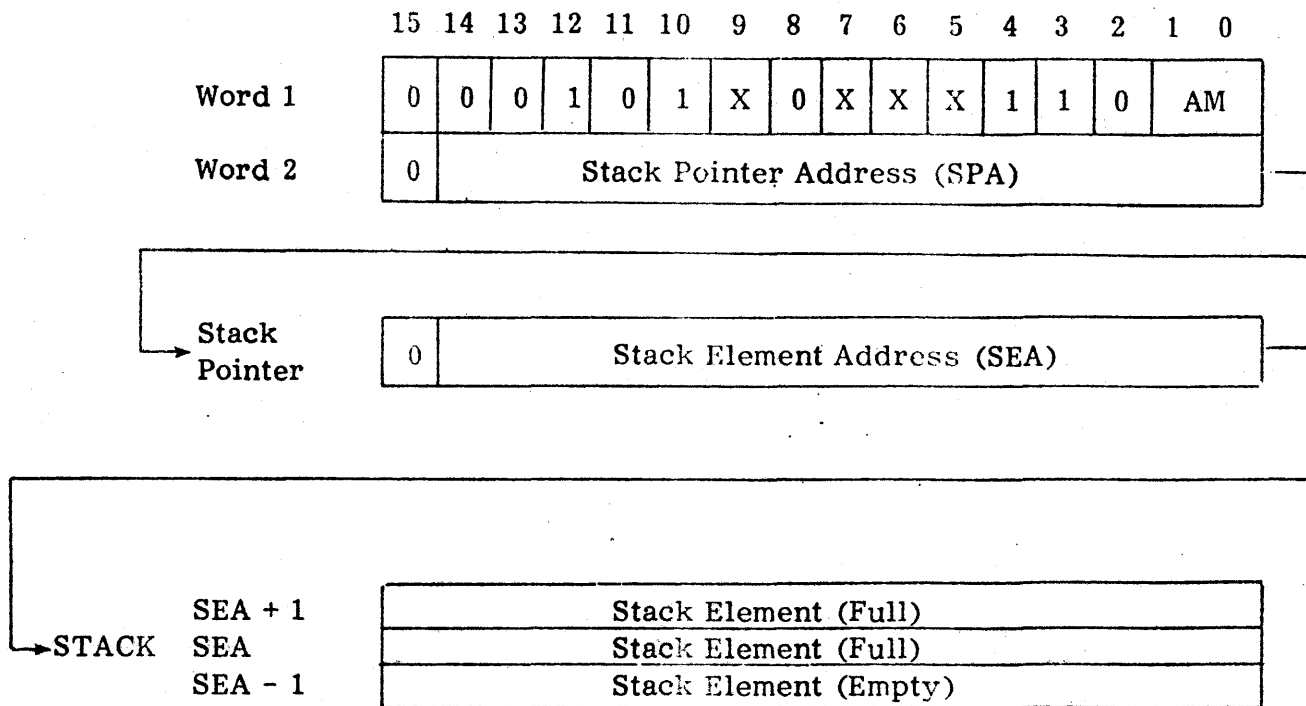 15 14 13 12 11 10 9 8 7 6 5 4 3 2 1 0
Word 1 0 0 0 1 0 1 X 0 X X X 1 1 0 AM
Word 2 0 Stack Pointer Address (SPA)
Stack
Pointer
0 Stack Element Address (SEA)
SEA + 1 Stack Element (Full)
STACK SEA Stack Element (Full)
SEA - 1 Stack Element (Empty)